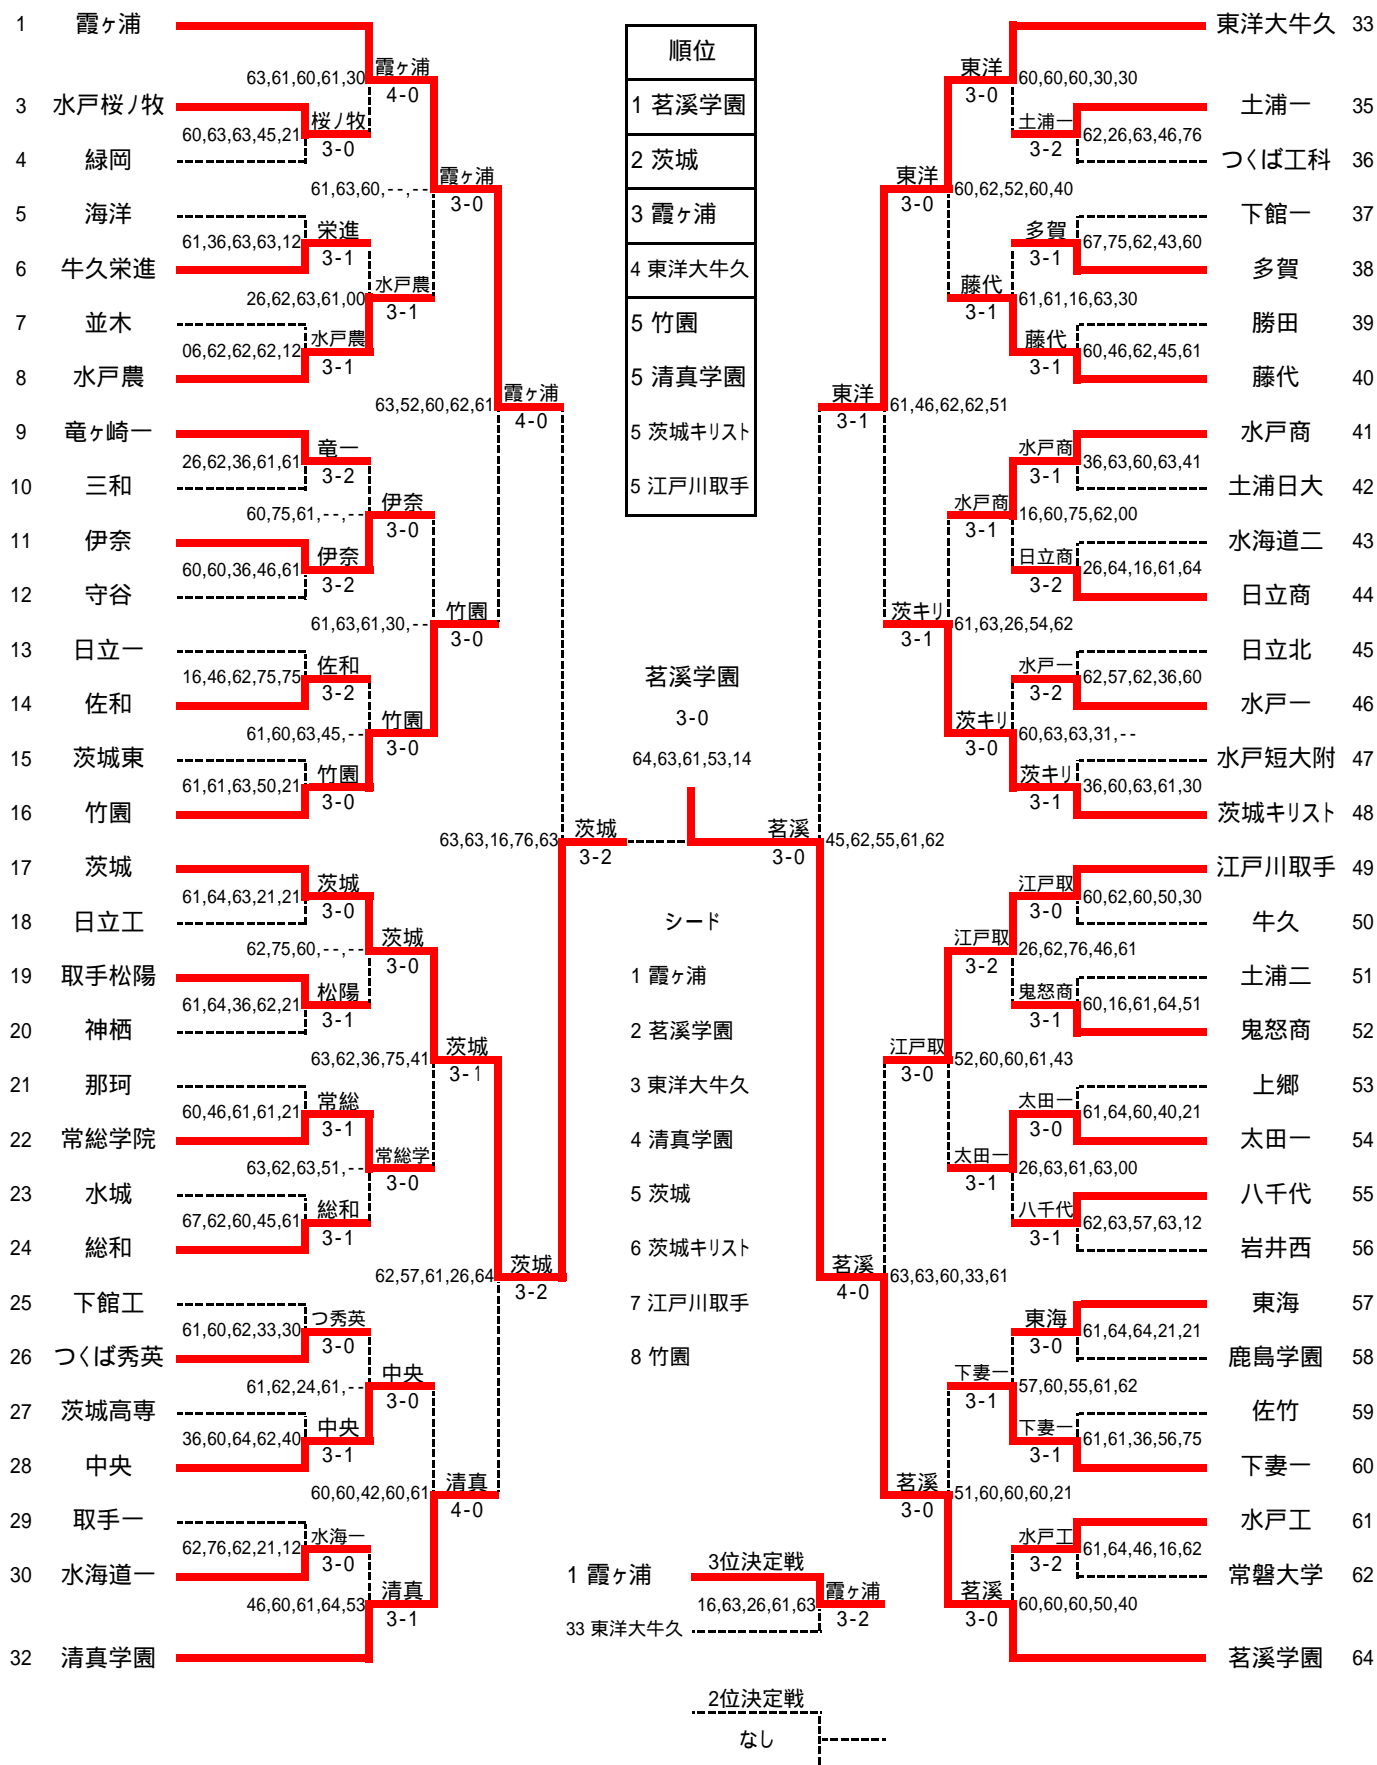 1 霞ヶ浦
63,61,60,61,30
霞ヶ浦
4-0
3 水戸桜ノ牧
60,63,63,45,21
桜ノ牧
3-0
4 緑岡
61,63,60,--,--
霞ヶ浦
3-0
5 海洋
61,36,63,63,12
栄進
3-1
6 牛久栄進
26,62,63,61,00
水戸農
3-1
7 並木
06,62,62,62,12
水戸農
3-1
8 水戸農
63,52,60,62,61
霞ヶ浦
4-0
9 竜ヶ崎一
26,62,36,61,61
竜一
3-2
10 三和
60,75,61,--,--
伊奈
3-0
11 伊奈
60,60,36,46,61
伊奈
3-2
12 守谷
61,63,61,30,--
竹園
3-0
13 日立一
16,46,62,75,75
佐和
3-2
14 佐和
61,60,63,45,--
竹園
3-0
15 茨城東
61,61,63,50,21
竹園
3-0
16 竹園
63,63,16,76,63
茨城
3-2
17 茨城
61,64,63,21,21
茨城
3-0
18 日立工
62,75,60,--,--
茨城
3-0
19 取手松陽
61,64,36,62,21
松陽
3-1
20 神栖
63,62,36,75,41
茨城
3-1
21 那珂
60,46,61,61,21
常総
3-1
22 常総学院
63,62,63,51,--
常総学
3-0
23 水城
67,62,60,45,61
総和
3-1
24 総和
62,57,61,26,64
茨城
3-2
25 下館工
61,60,62,33,30
つ秀英
3-0
26 つくば秀英
61,62,24,61,--
中央
3-0
27 茨城高専
36,60,64,62,40
中央
3-1
28 中央
60,60,42,60,61
清真
4-0
29 取手一
62,76,62,21,12
水海一
3-0
30 水海道一
46,60,61,64,53
清真
3-1
32 清真学園
順位
1 茗溪学園
2 茨城
3 霞ヶ浦
4 東洋大牛久
5 竹園
5 清真学園
5 茨城キリスト
5 江戸川取手
茗溪学園
3-0
64,63,61,53,14
シード
1 霞ヶ浦
2 茗溪学園
3 東洋大牛久
4 清真学園
5 茨城
6 茨城キリスト
7 江戸川取手
8 竹園
3位決定戦
1 霞ヶ浦
16,63,26,61,63
霞ヶ浦
3-2
33 東洋大牛久
2位決定戦
なし
東洋大牛久 33
東洋
3-0
60,60,60,30,30
土浦一 35
土浦一
3-2
62,26,63,46,76
つくば工科 36
東洋
3-0
60,62,52,60,40
下館一 37
多賀
3-1
67,75,62,43,60
多賀 38
藤代
3-1
61,61,16,63,30
勝田 39
藤代
3-1
60,46,62,45,61
藤代 40
東洋
3-1
61,46,62,62,51
水戸商 41
水戸商
3-1
36,63,60,63,41
土浦日大 42
水戸商
3-1
16,60,75,62,00
水海道二 43
日立商
3-2
26,64,16,61,64
日立商 44
茨キリ
3-1
61,63,26,54,62
日立北 45
水戸一
3-2
62,57,62,36,60
水戸一 46
茨キリ
3-0
60,63,63,31,--
水戸短大附 47
茨キリ
3-1
36,60,63,61,30
茨城キリスト 48
茗溪
3-0
45,62,55,61,62
江戸川取手 49
江戸取
3-0
60,62,60,50,30
牛久 50
江戸取
3-2
26,62,76,46,61
土浦二 51
鬼怒商
3-1
60,16,61,64,51
鬼怒商 52
江戸取
3-0
52,60,60,61,43
上郷 53
太田一
3-0
61,64,60,40,21
太田一 54
太田一
3-1
26,63,61,63,00
八千代 55
八千代
3-1
62,63,57,63,12
岩井西 56
茗溪
4-0
63,63,60,33,61
東海 57
東海
3-0
61,64,64,21,21
鹿島学園 58
下妻一
3-1
57,60,55,61,62
佐竹 59
下妻一
3-1
61,61,36,56,75
下妻一 60
茗溪
3-0
51,60,60,60,21
水戸工 61
水戸工
3-2
61,64,46,16,62
常磐大学 62
茗溪
3-0
60,60,60,50,40
茗溪学園 64